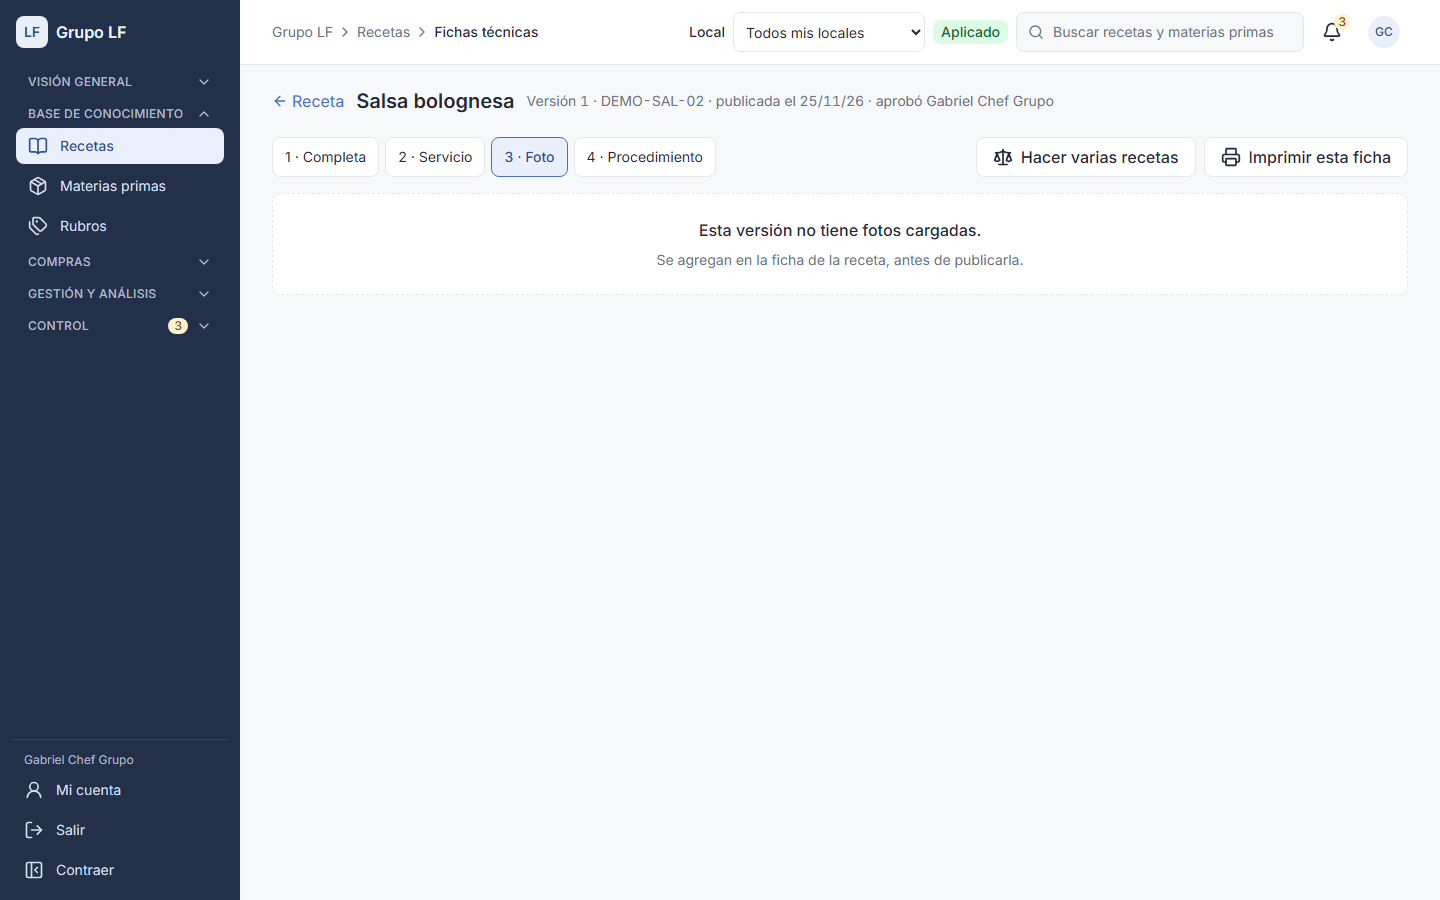 LF Grupo LF
VISIÓN GENERAL
BASE DE CONOCIMIENTO
Recetas
Materias primas
Rubros
COMPRAS
GESTIÓN Y ANÁLISIS
CONTROL 3
Gabriel Chef Grupo
Mi cuenta
Salir
Contraer
Grupo LF > Recetas > Fichas técnicas
Local Todos mis locales Aplicado Buscar recetas y materias primas 3 GC
← Receta Salsa bolognesa Versión 1 · DEMO-SAL-02 · publicada el 25/11/26 · aprobó Gabriel Chef Grupo
1 · Completa 2 · Servicio 3 · Foto 4 · Procedimiento Hacer varias recetas Imprimir esta ficha
Esta versión no tiene fotos cargadas.
Se agregan en la ficha de la receta, antes de publicarla.